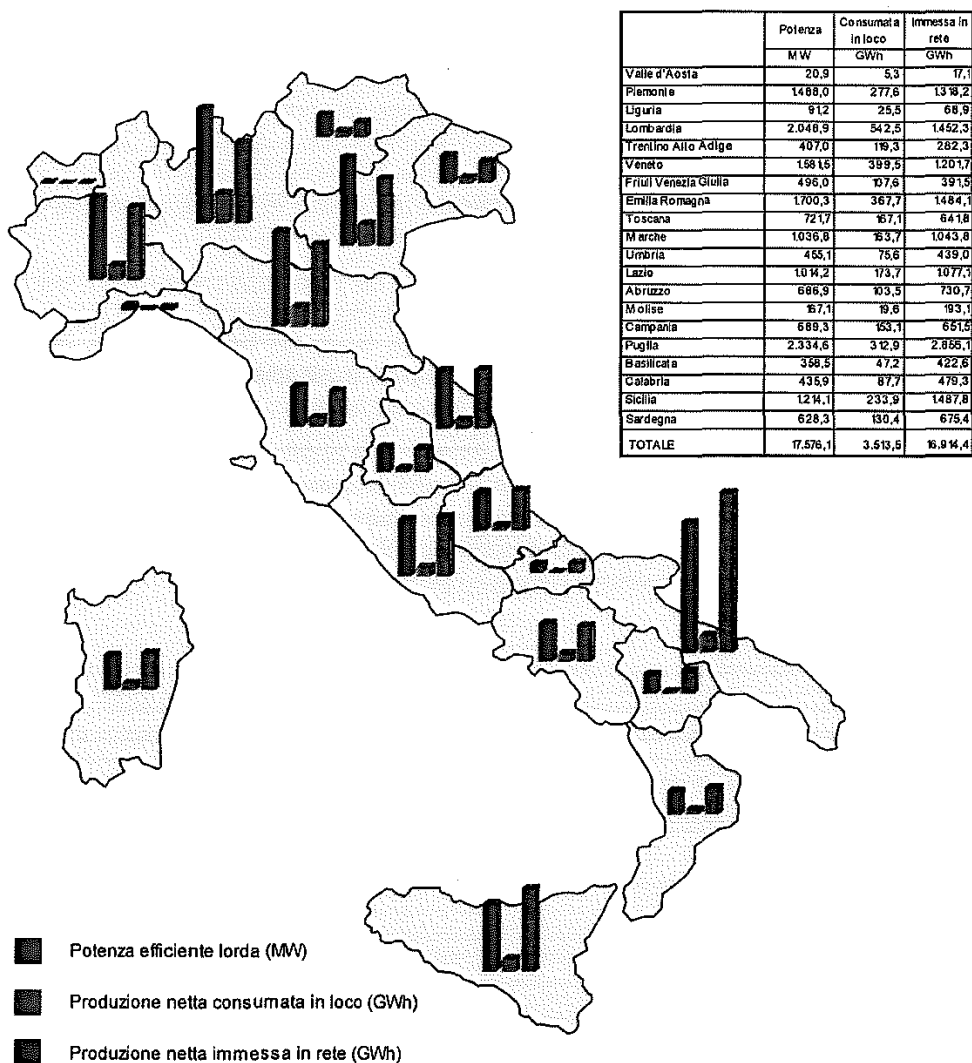 Potenza Consumata in loco Immessa in rete
MW GWh GWh
Valle d'Aosta 20,9 5,3 17,1
Piemonte 1.488,0 277,6 1.318,2
Liguria 91,2 25,5 68,9
Lombardia 2.048,9 542,5 1.452,3
Trentino Alto Adige 407,0 119,3 282,3
Veneto 1.581,5 399,5 1.201,7
Friuli Venezia Giulia 496,0 107,6 391,5
Emilia Romagna 1.700,3 367,7 1.484,1
Toscana 721,7 167,1 641,8
Marche 1.036,8 163,7 1.043,8
Umbria 455,1 75,6 439,0
Lazio 1.014,2 173,7 1.077,1
Abruzzo 686,9 103,5 730,7
Molise 167,1 19,6 193,1
Campania 689,3 153,1 651,5
Puglia 2.334,6 312,9 2.855,1
Basilicata 358,5 47,2 422,6
Calabria 435,9 87,7 479,3
Sicilia 1.214,1 233,9 1.487,8
Sardegna 628,3 130,4 675,4
TOTALE 17.576,1 3.513,5 16.914,4
Potenza efficiente lorda (MW)
Produzione netta consumata in loco (GWh)
Produzione netta immessa in rete (GWh)